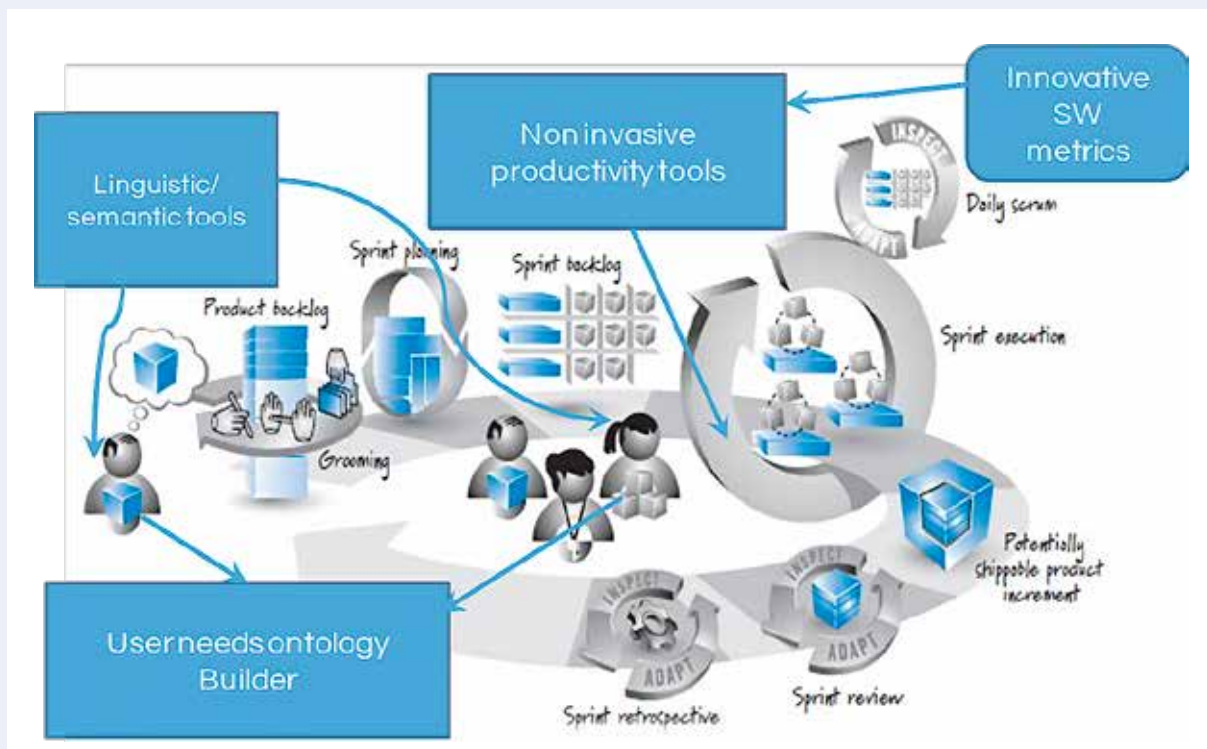 Innovative
SW
metrics
Non invasive
productivity tools
Linguistic/
semantic tools
INSPECT
ADAPT
Daily scrum
Sprint planning
Sprint backlog
Product backlog
Sprint execution
Grooming
Potentially
shippable product
increment
INSPECT
ADAPT
Sprint review
INSPECT
ADAPT
Sprint retrospective
User needs ontology
Builder